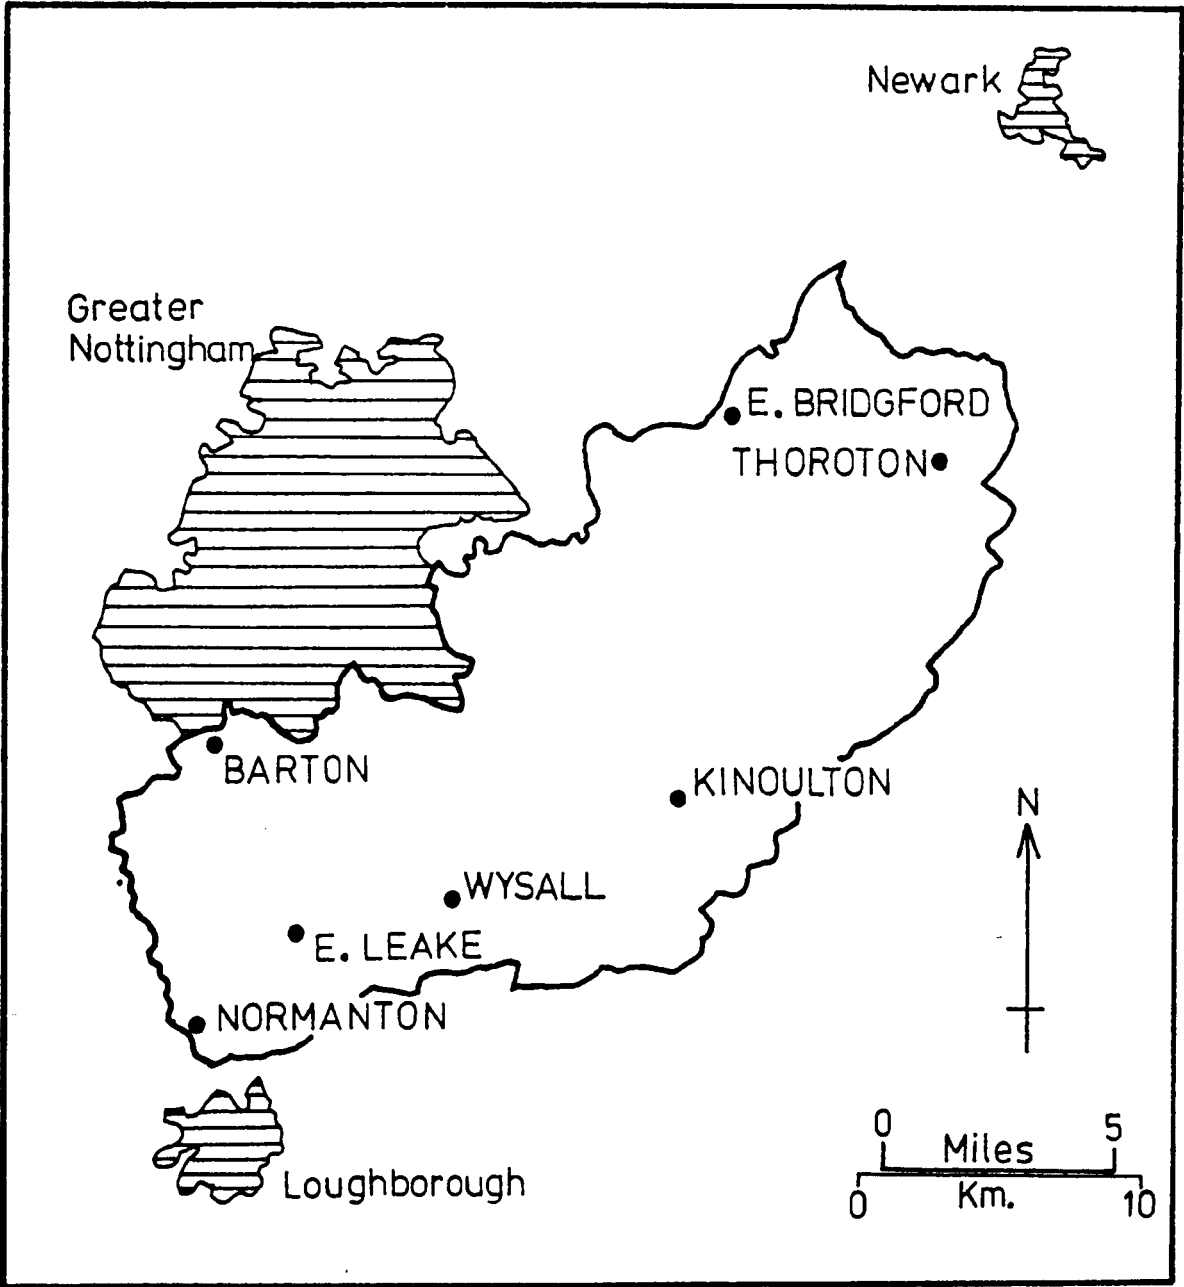 Newark
Greater
Nottingham
E. BRIDGFORD
THOROTON
BARTON
KINOULTON
N
WYSALL
E. LEAKE
NORMANTON
0 5
Miles
Km.
0 10
Loughborough